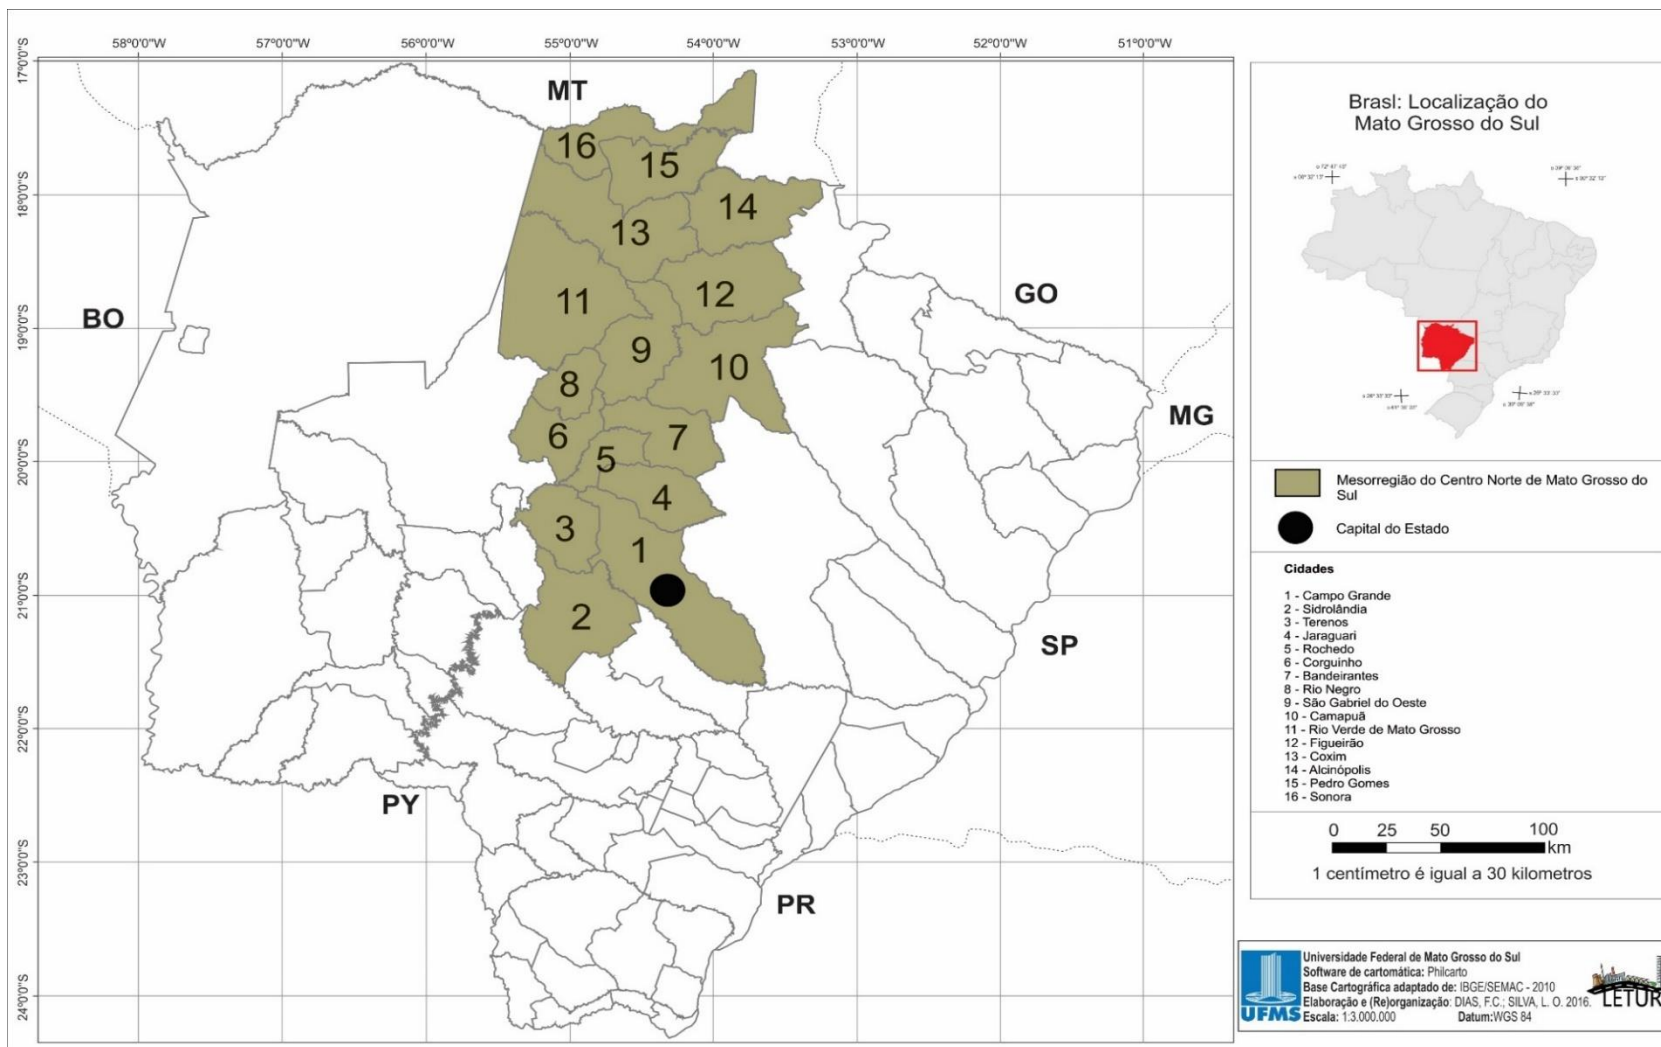 58°0'0"W 57°0'0"W 56°0'0"W 55°0'0"W 54°0'0"W 53°0'0"W 52°0'0"W 51°0'0"W
17°0'0"S
18°0'0"S
19°0'0"S
20°0'0"S
21°0'0"S
22°0'0"S
23°0'0"S
24°0'0"S
MT
16
15
14
13
12
11
GO
BO
9
10
8
MG
6
7
5
4
3
1
2
SP
PY
PR
Brasl: Localização do
Mato Grosso do Sul
Mesorregião do Centro Norte de Mato Grosso do
Sul
Capital do Estado
Cidades
1 - Campo Grande
2 - Sidrolândia
3 - Terenos
4 - Jaraguari
5 - Rochedo
6 - Corguinho
7 - Bandeirantes
8 - Rio Negro
9 - São Gabriel do Oeste
10 - Camapuã
11 - Rio Verde de Mato Grosso
12 - Figueirão
13 - Coxim
14 - Alcinópolis
15 - Pedro Gomes
16 - Sonora
0 25 50 100
km
1 centímetro é igual a 30 kilometros
UFMS
Universidade Federal de Mato Grosso do Sul
Software de cartomática: Philcarto
Base Cartográfica adaptado de: IBGE/SEMAC - 2010
Elaboração e (Re)organização: DIAS, F.C.; SILVA, L. O. 2016.
Escala: 1:3.000.000 Datum:WGS 84
LETUR